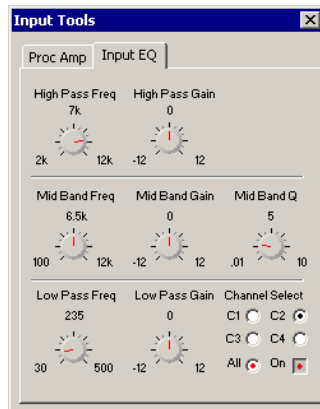 Input Tools
Proc Amp Input EQ
High Pass Freq High Pass Gain
7k 0
2k 12k -12 12
Mid Band Freq Mid Band Gain Mid Band Q
6.5k 0 5
100 12k -12 12 .01 10
Low Pass Freq Low Pass Gain Channel Select
235 0 C1 C2
C3 C4
30 500 -12 12 All On